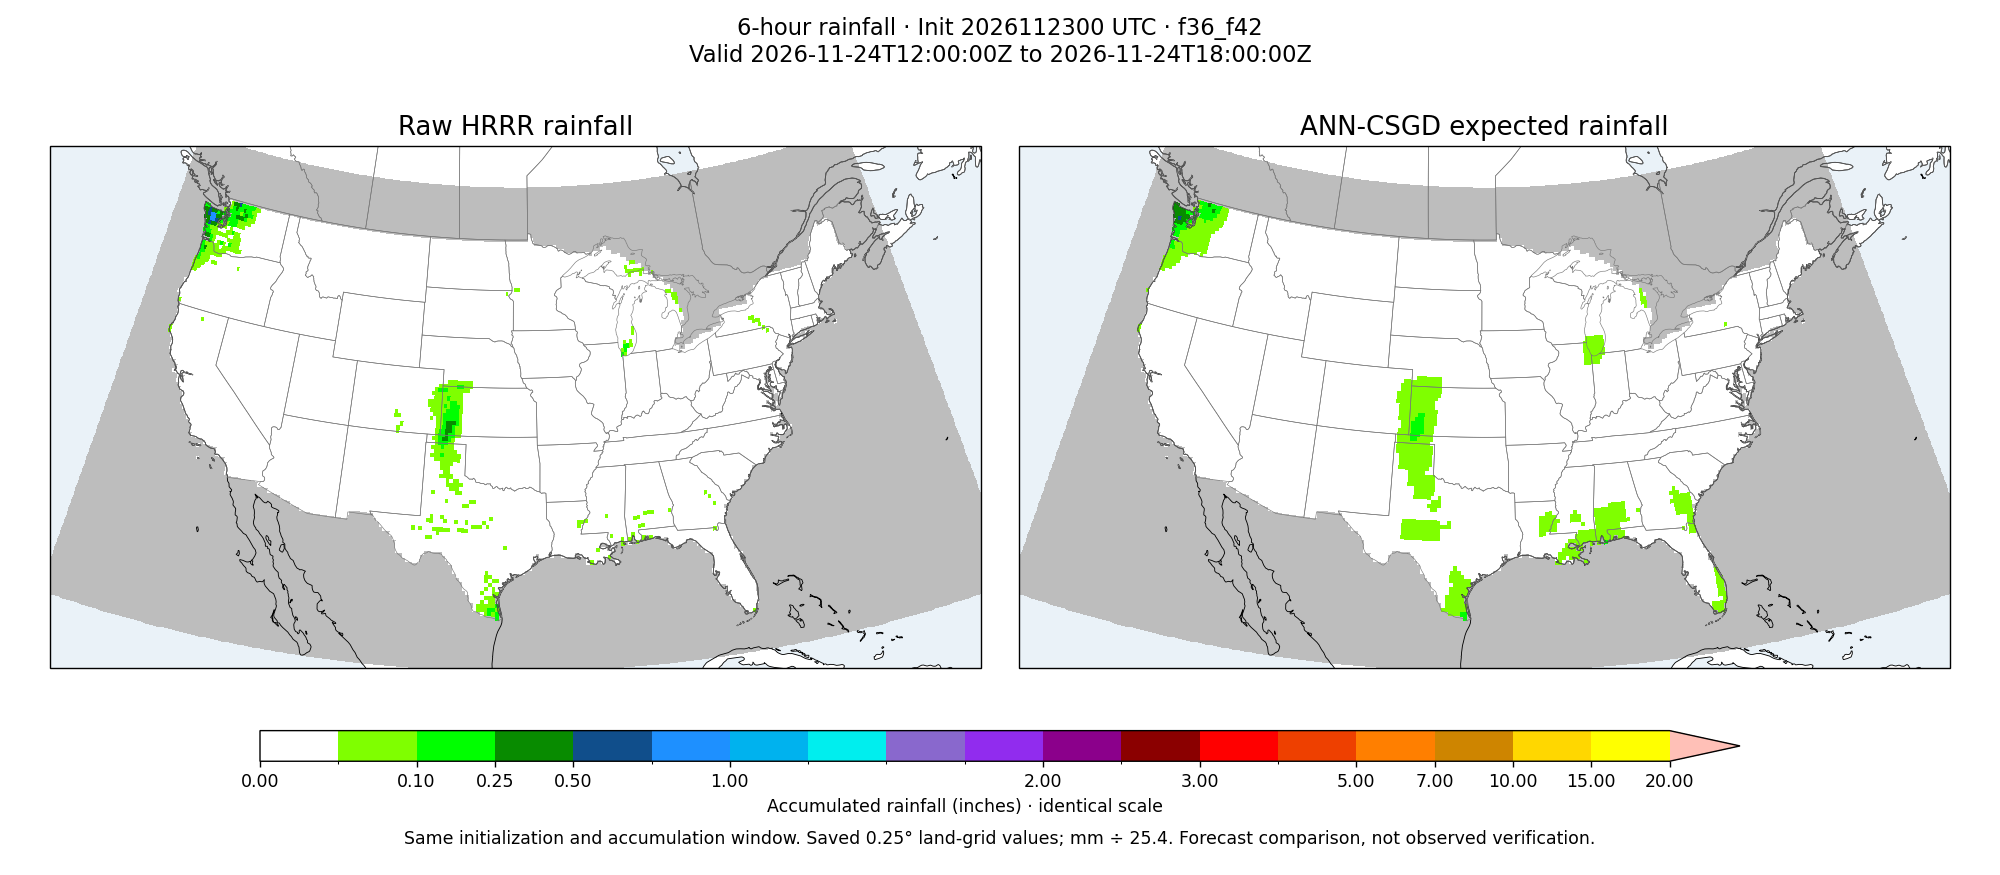 6-hour rainfall · Init 2026112300 UTC · f36_f42
Valid 2026-11-24T12:00:00Z to 2026-11-24T18:00:00Z
Raw HRRR rainfall
ANN-CSGD expected rainfall
0.00 0.10 0.25 0.50 1.00 2.00 3.00 5.00 7.00 10.00 15.00 20.00
Accumulated rainfall (inches) · identical scale
Same initialization and accumulation window. Saved 0.25° land-grid values; mm ÷ 25.4. Forecast comparison, not observed verification.